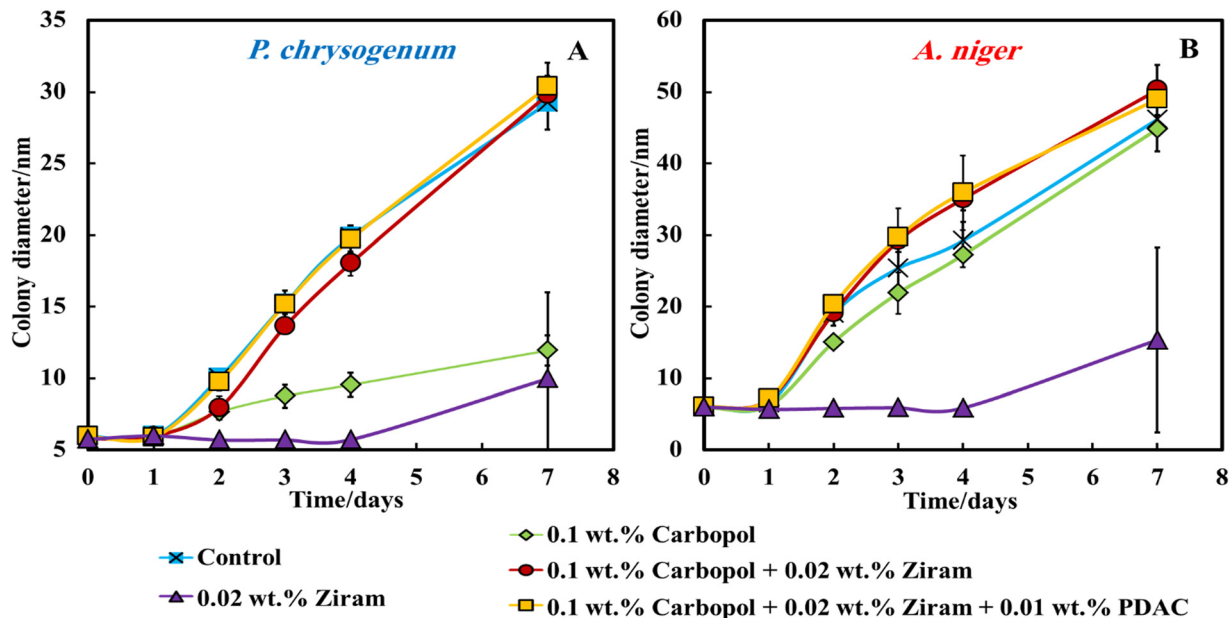 P. chrysogenum A
Colony diameter/nm
35
30
25
20
15
10
5
0 1 2 3 4 5 6 7 8
Time/days
A. niger B
Colony diameter/nm
60
50
40
30
20
10
0
0 1 2 3 4 5 6 7 8
Time/days
Control
0.02 wt.% Ziram
0.1 wt.% Carbopol
0.1 wt.% Carbopol + 0.02 wt.% Ziram
0.1 wt.% Carbopol + 0.02 wt.% Ziram + 0.01 wt.% PDAC